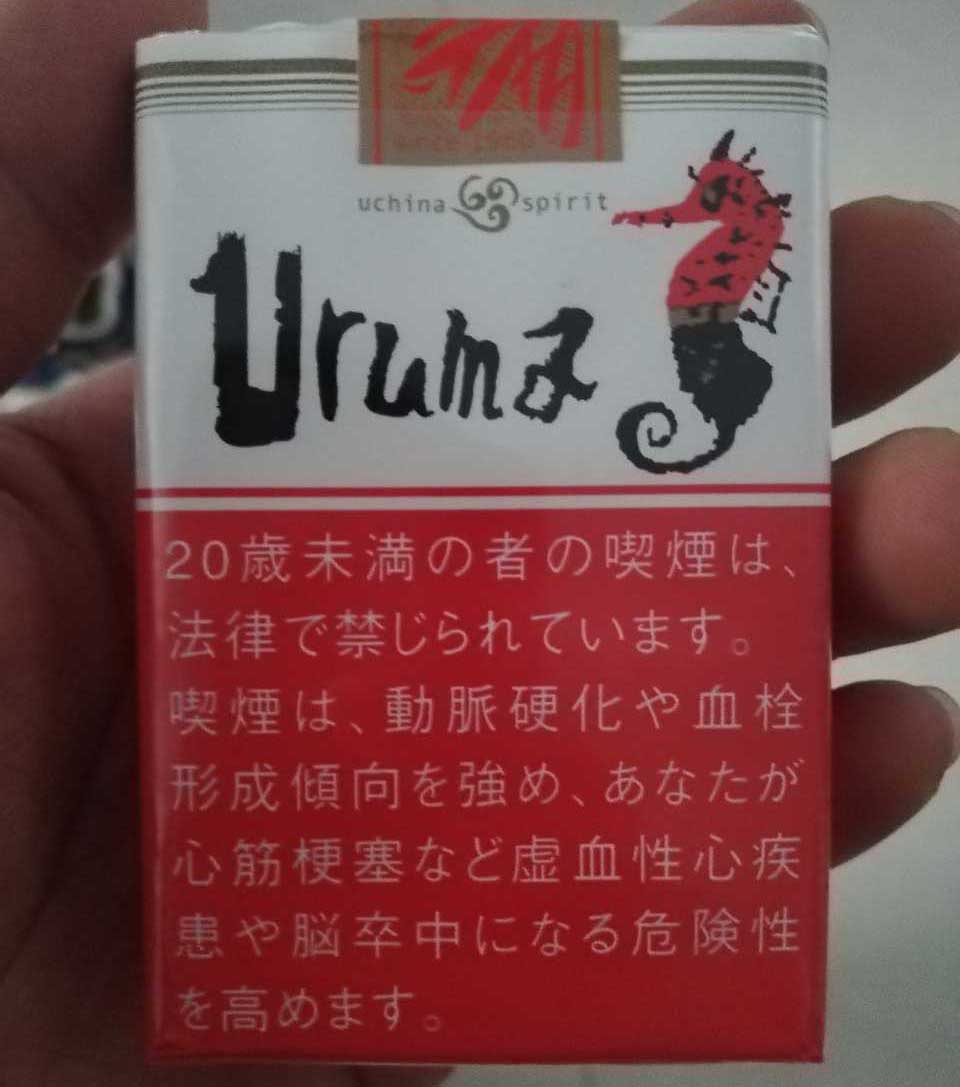 since 1968
uchina spirit
Uruma
20歳未満の者の喫煙は、
法律で禁じられています。
喫煙は、動脈硬化や血栓
形成傾向を強め、あなたが
心筋梗塞など虚血性心疾
患や脳卒中になる危険性
を高めます。